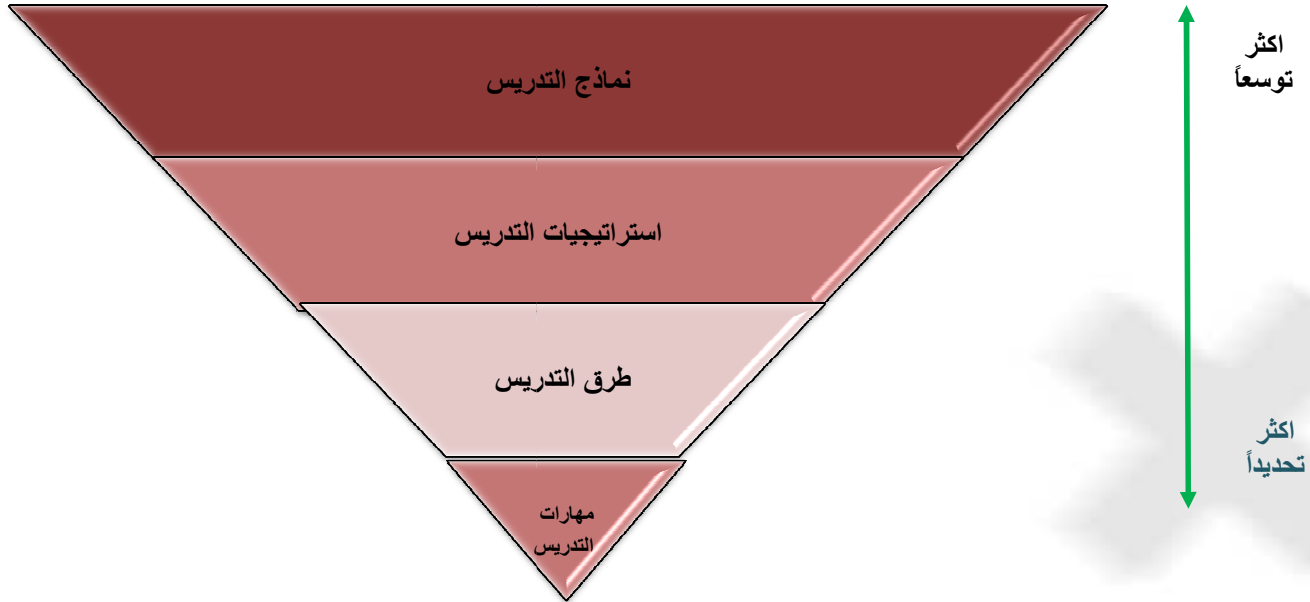 نماذج التدريس
استراتيجيات التدريس
طرق التدريس
مهارات
التدريس
اكثر
توسعاً
اكثر
تحديداً